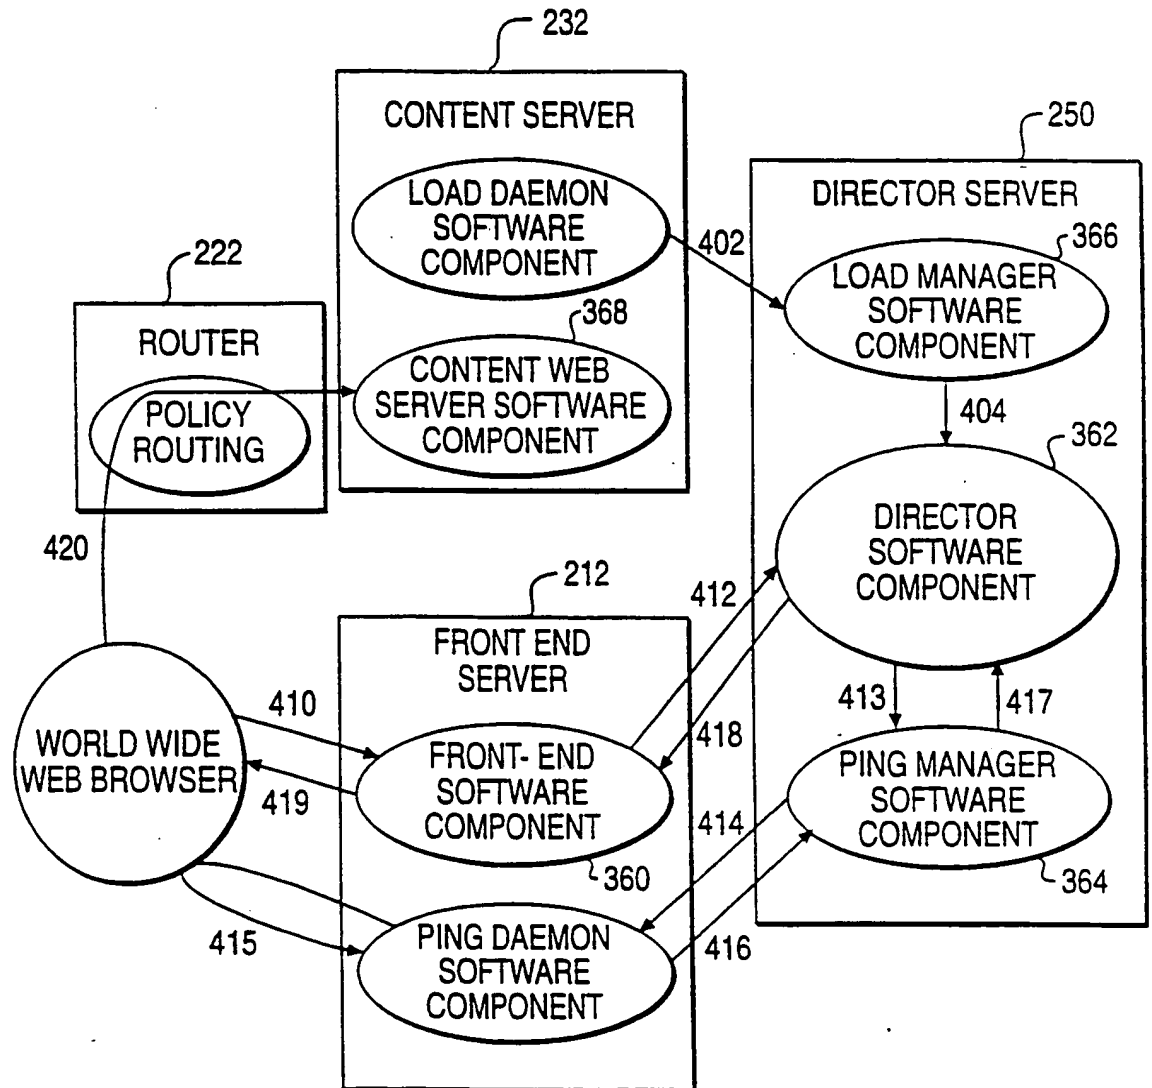 232
CONTENT SERVER
LOAD DAEMON
SOFTWARE
COMPONENT
368
CONTENT WEB
SERVER SOFTWARE
COMPONENT
250
DIRECTOR SERVER
402
366
LOAD MANAGER
SOFTWARE
COMPONENT
404
362
DIRECTOR
SOFTWARE
COMPONENT
413
417
PING MANAGER
SOFTWARE
COMPONENT
364
222
ROUTER
POLICY
ROUTING
420
212
FRONT END
SERVER
412
418
WORLD WIDE
WEB BROWSER
410
419
FRONT- END
SOFTWARE
COMPONENT
360
414
415
PING DAEMON
SOFTWARE
COMPONENT
416